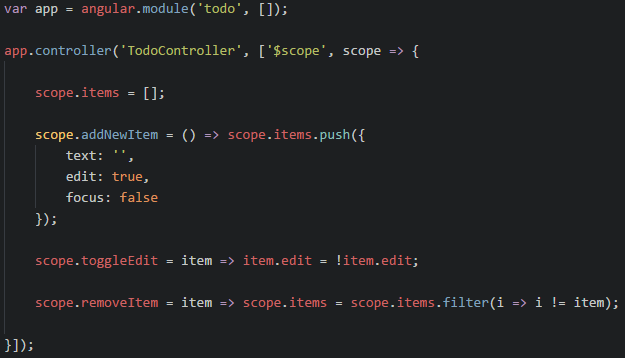 var app = angular.module('todo', []);
app.controller('TodoController', ['$scope', scope => {
scope.items = [];
scope.addNewItem = () => scope.items.push({
text: '',
edit: true,
focus: false
});
scope.toggleEdit = item => item.edit = !item.edit;
scope.removeItem = item => scope.items = scope.items.filter(i => i != item);
}]);